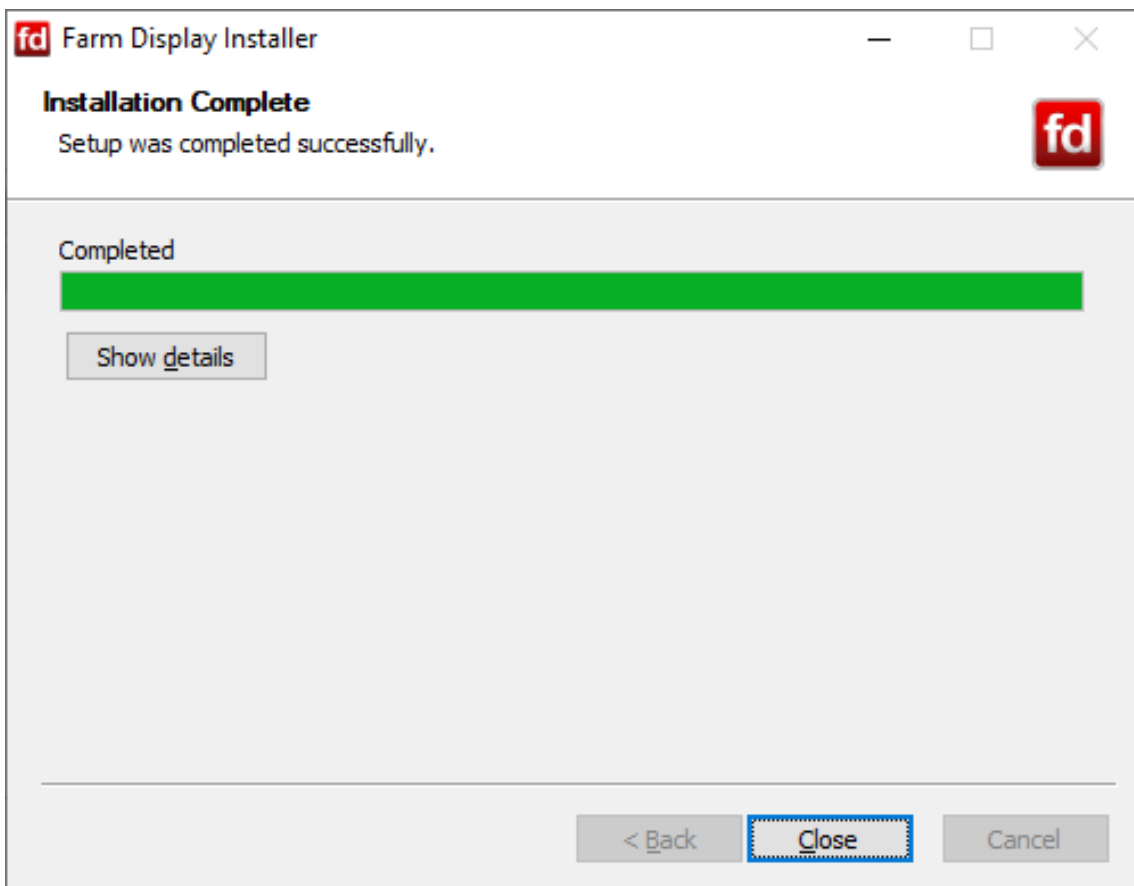 fd Farm Display Installer
Installation Complete
Setup was completed successfully.
fd
Completed
Show details
< Back
Close
Cancel